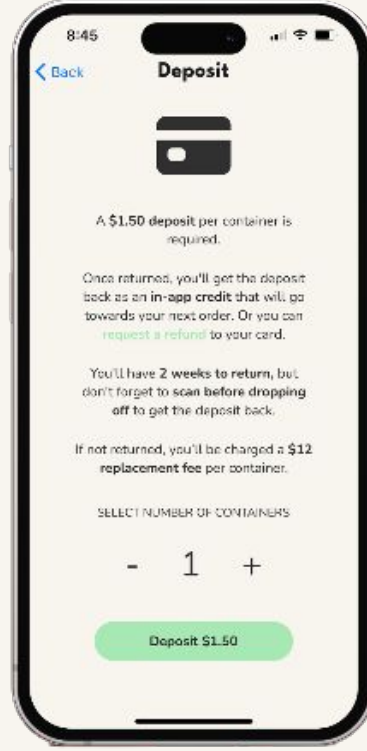 8:45
Back
Deposit
A $1.50 deposit per container is
required.
Once returned, you'll get the deposit
back as an in-app credit that will go
towards your next order. Or you can
request a refund to your card.
You'll have 2 weeks to return, but
don't forget to scan before dropping
off to get the deposit back.
If not returned, you'll be charged a $12
replacement fee per container.
SELECT NUMBER OF CONTAINERS
- 1 +
Deposit $1.50